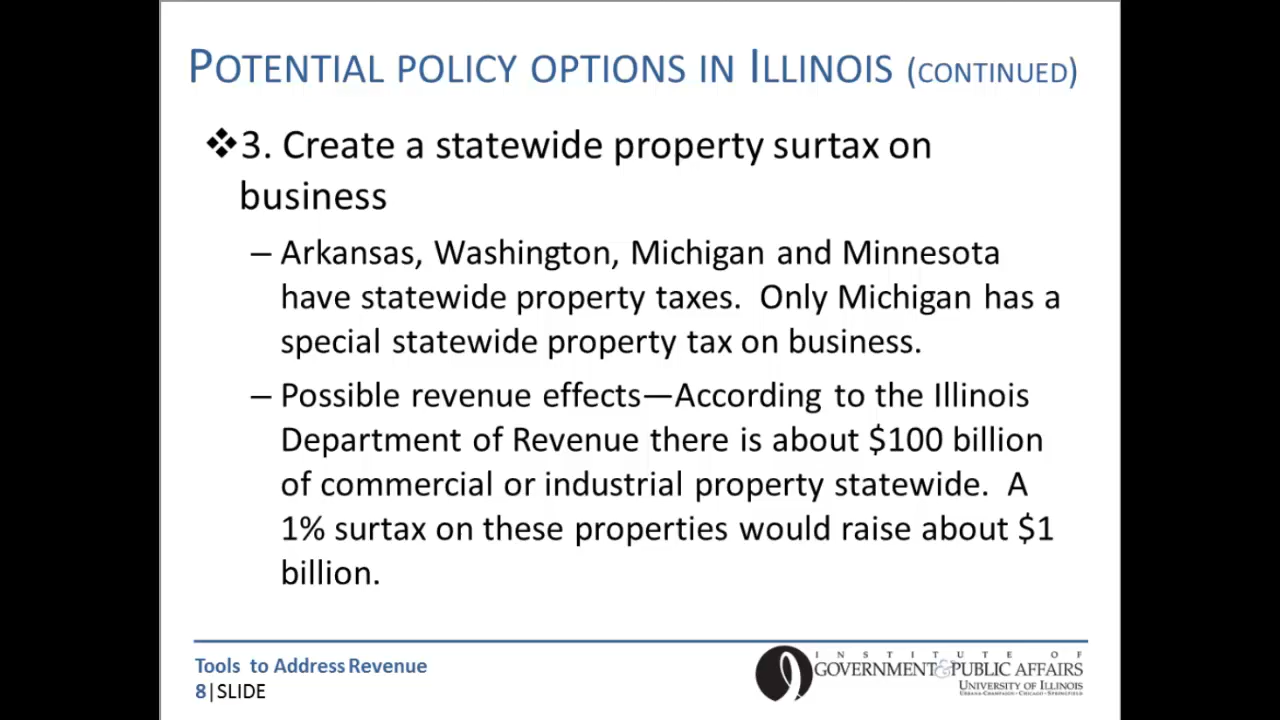 POTENTIAL POLICY OPTIONS IN ILLINOIS (CONTINUED)
❖3. Create a statewide property surtax on
business
– Arkansas, Washington, Michigan and Minnesota
have statewide property taxes.  Only Michigan has a
special statewide property tax on business.
– Possible revenue effects—According to the Illinois
Department of Revenue there is about $100 billion
of commercial or industrial property statewide.  A
1% surtax on these properties would raise about $1
billion.
Tools to Address Revenue
8|SLIDE
INSTITUTE OF
GOVERNMENT & PUBLIC AFFAIRS
UNIVERSITY OF ILLINOIS
URBANA-CHAMPAIGN • CHICAGO • SPRINGFIELD